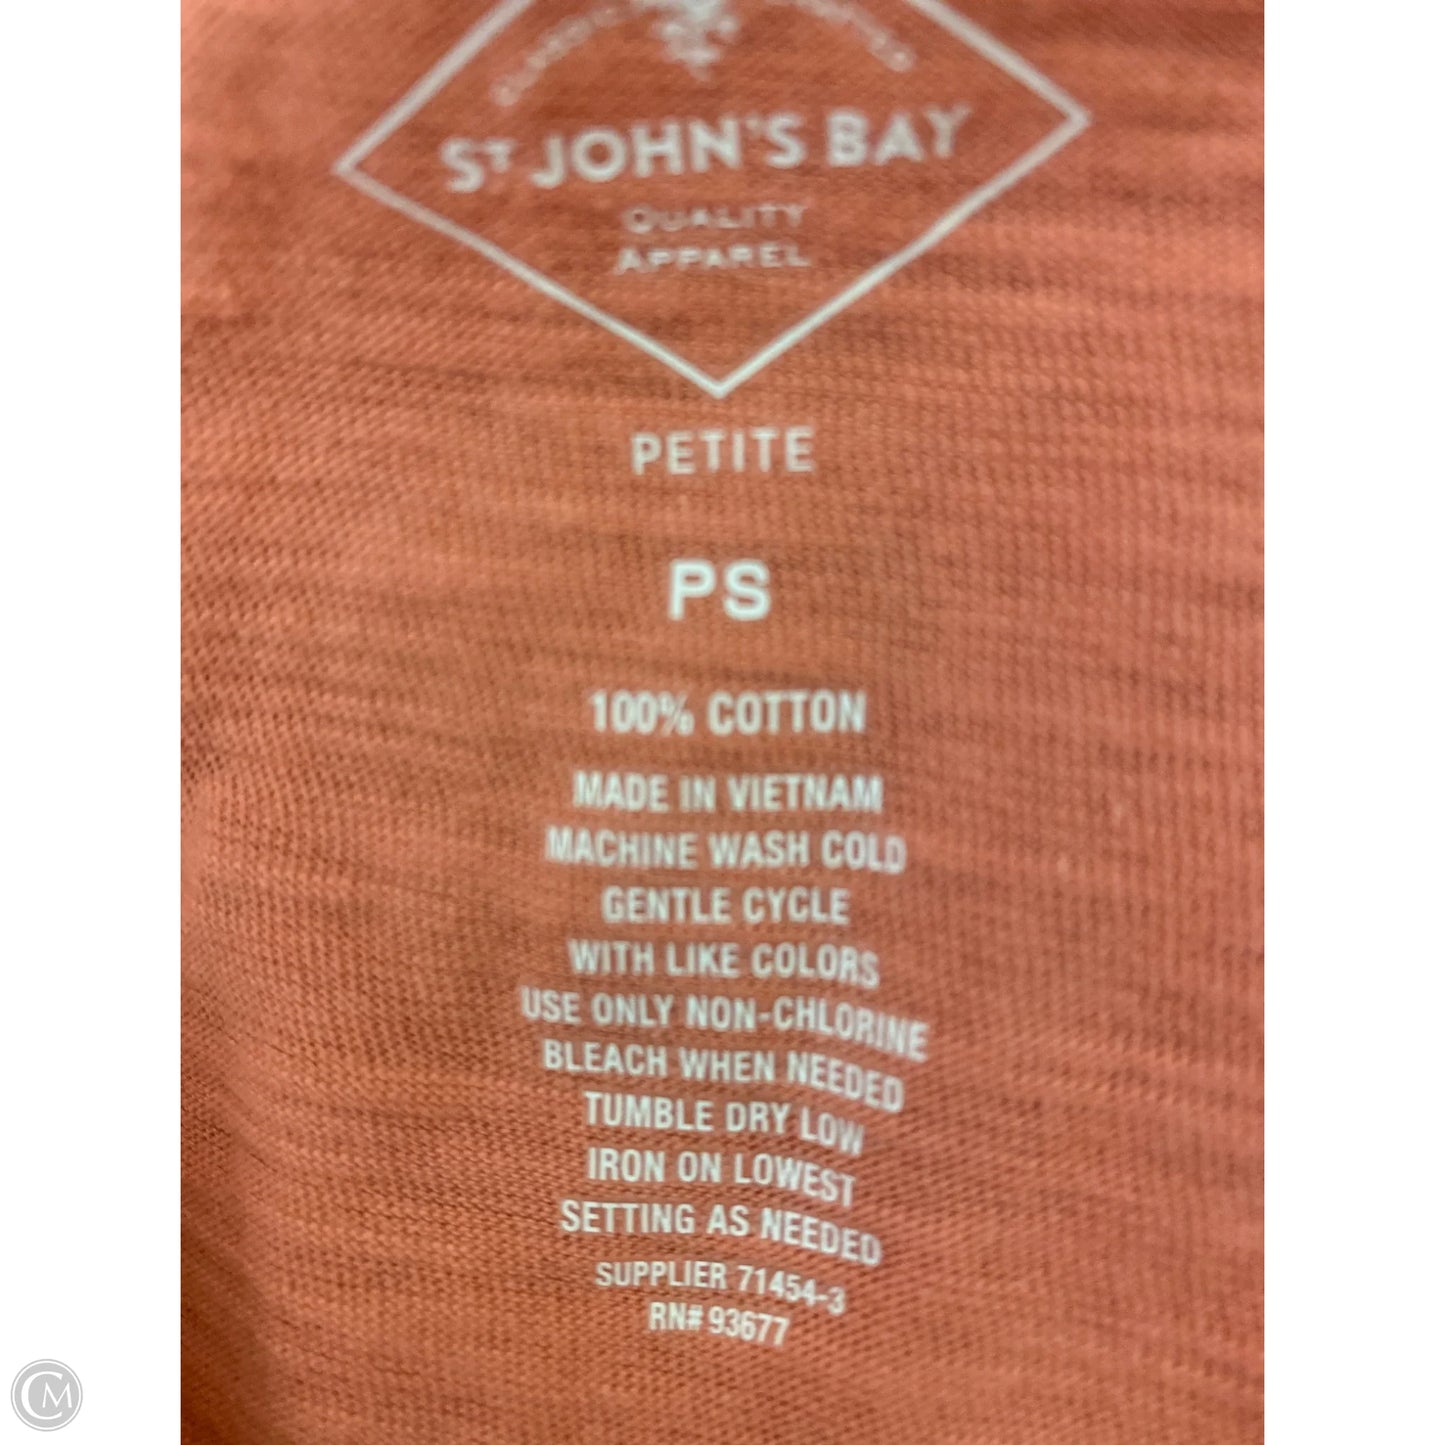 ST JOHN'S BAY
QUALITY
APPAREL
PETITE
PS
100% COTTON
MADE IN VIETNAM
MACHINE WASH COLD
GENTLE CYCLE
WITH LIKE COLORS
USE ONLY NON-CHLORINE
BLEACH WHEN NEEDED
TUMBLE DRY LOW
IRON ON LOWEST
SETTING AS NEEDED
SUPPLIER 71454-3
RN# 93677
CM